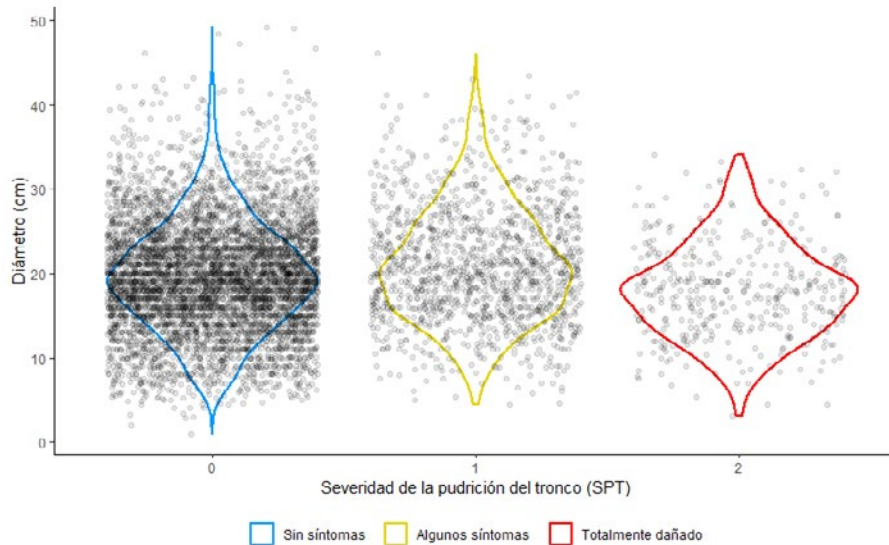 50
40
30
20
10
0
Diámetro (cm)
0 1 2
Severidad de la pudrición del tronco (SPT)
Sin síntomas Algunos síntomas Totalmente dañado